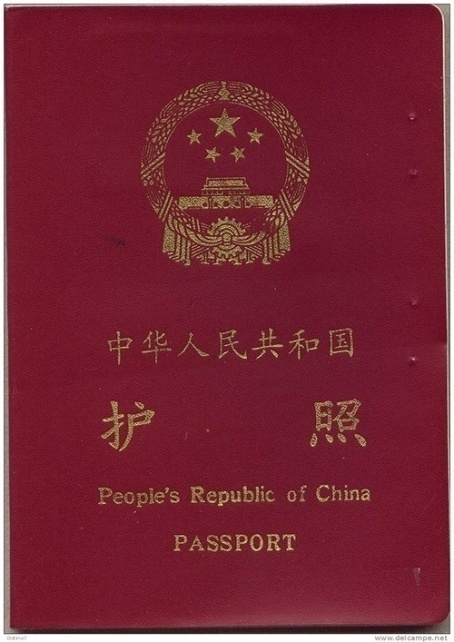 中华人民共和国
护 照
People's Republic of China
PASSPORT
www.delcampe.net